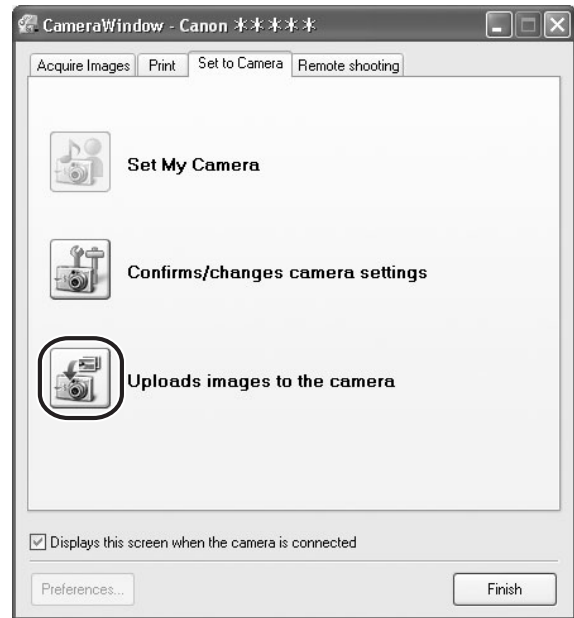 CameraWindow - Canon *****
Acquire Images Print Set to Camera Remote shooting
Set My Camera
Confirms/changes camera settings
Uploads images to the camera
Displays this screen when the camera is connected
Preferences... Finish